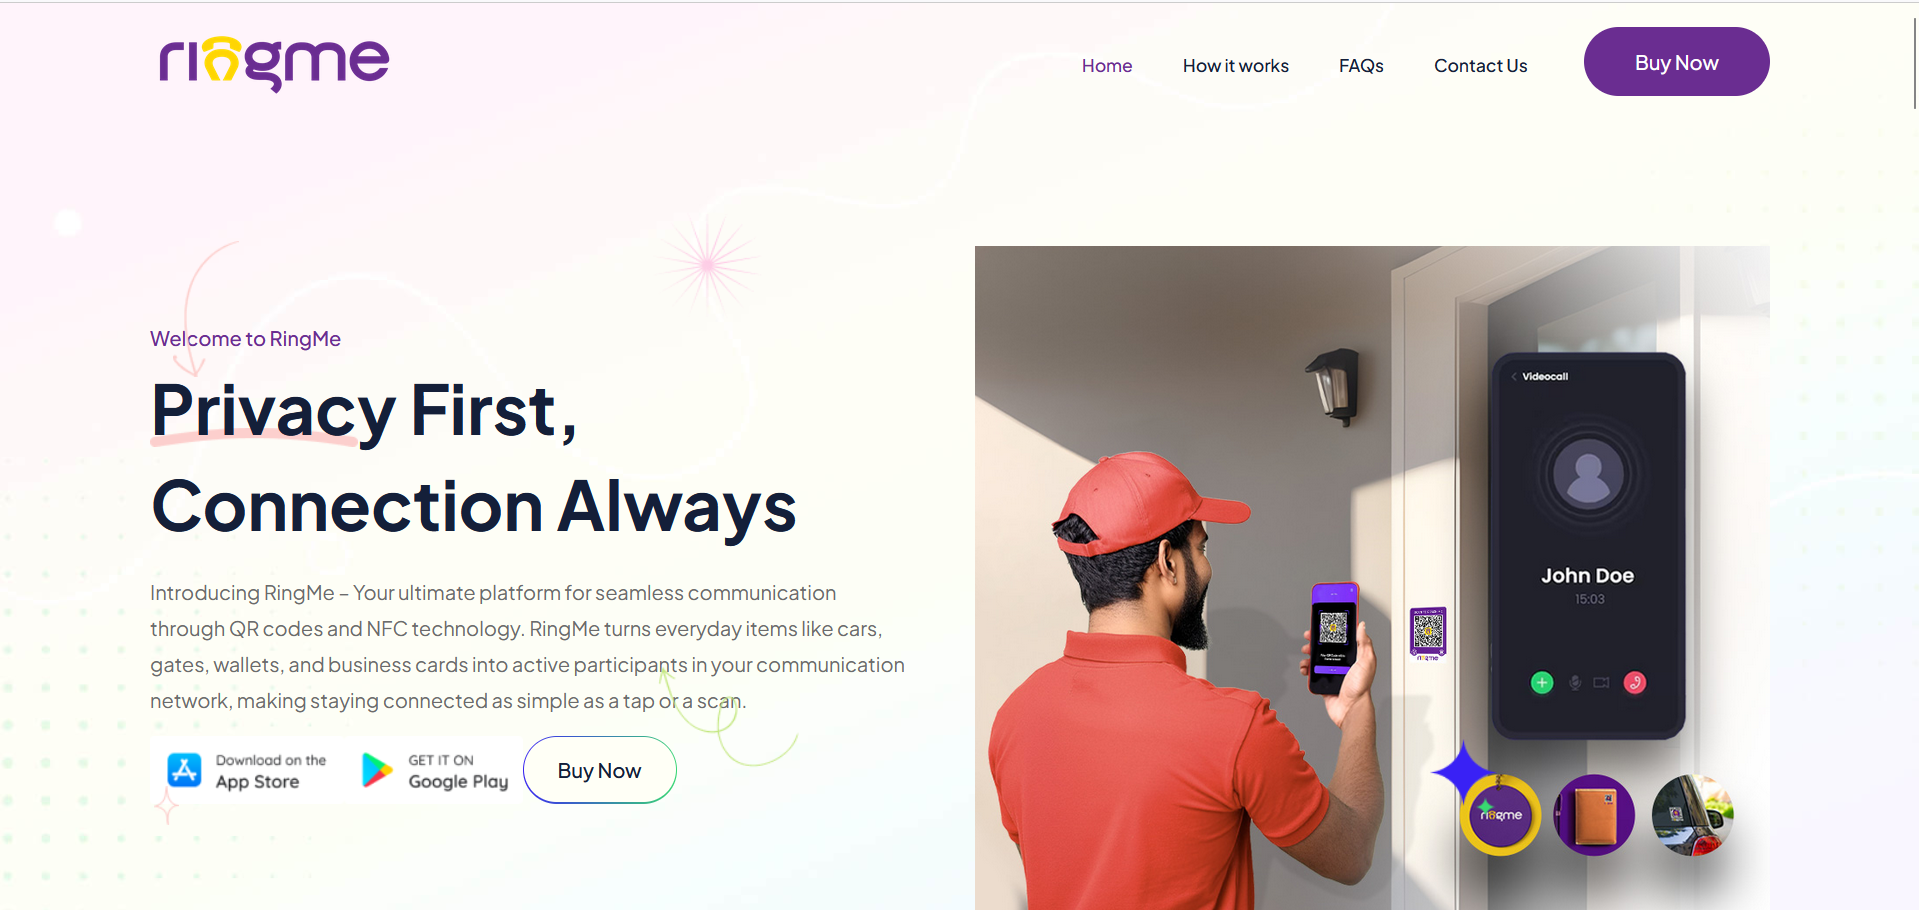 ringme
Home
How it works
FAQs
Contact Us
Buy Now
Welcome to RingMe
Privacy First,
Connection Always
Introducing RingMe – Your ultimate platform for seamless communication
through QR codes and NFC technology. RingMe turns everyday items like cars,
gates, wallets, and business cards into active participants in your communication
network, making staying connected as simple as a tap or a scan.
Download on the
App Store
GET IT ON
Google Play
Buy Now
Videocall
John Doe
15:03
ringme
ringme